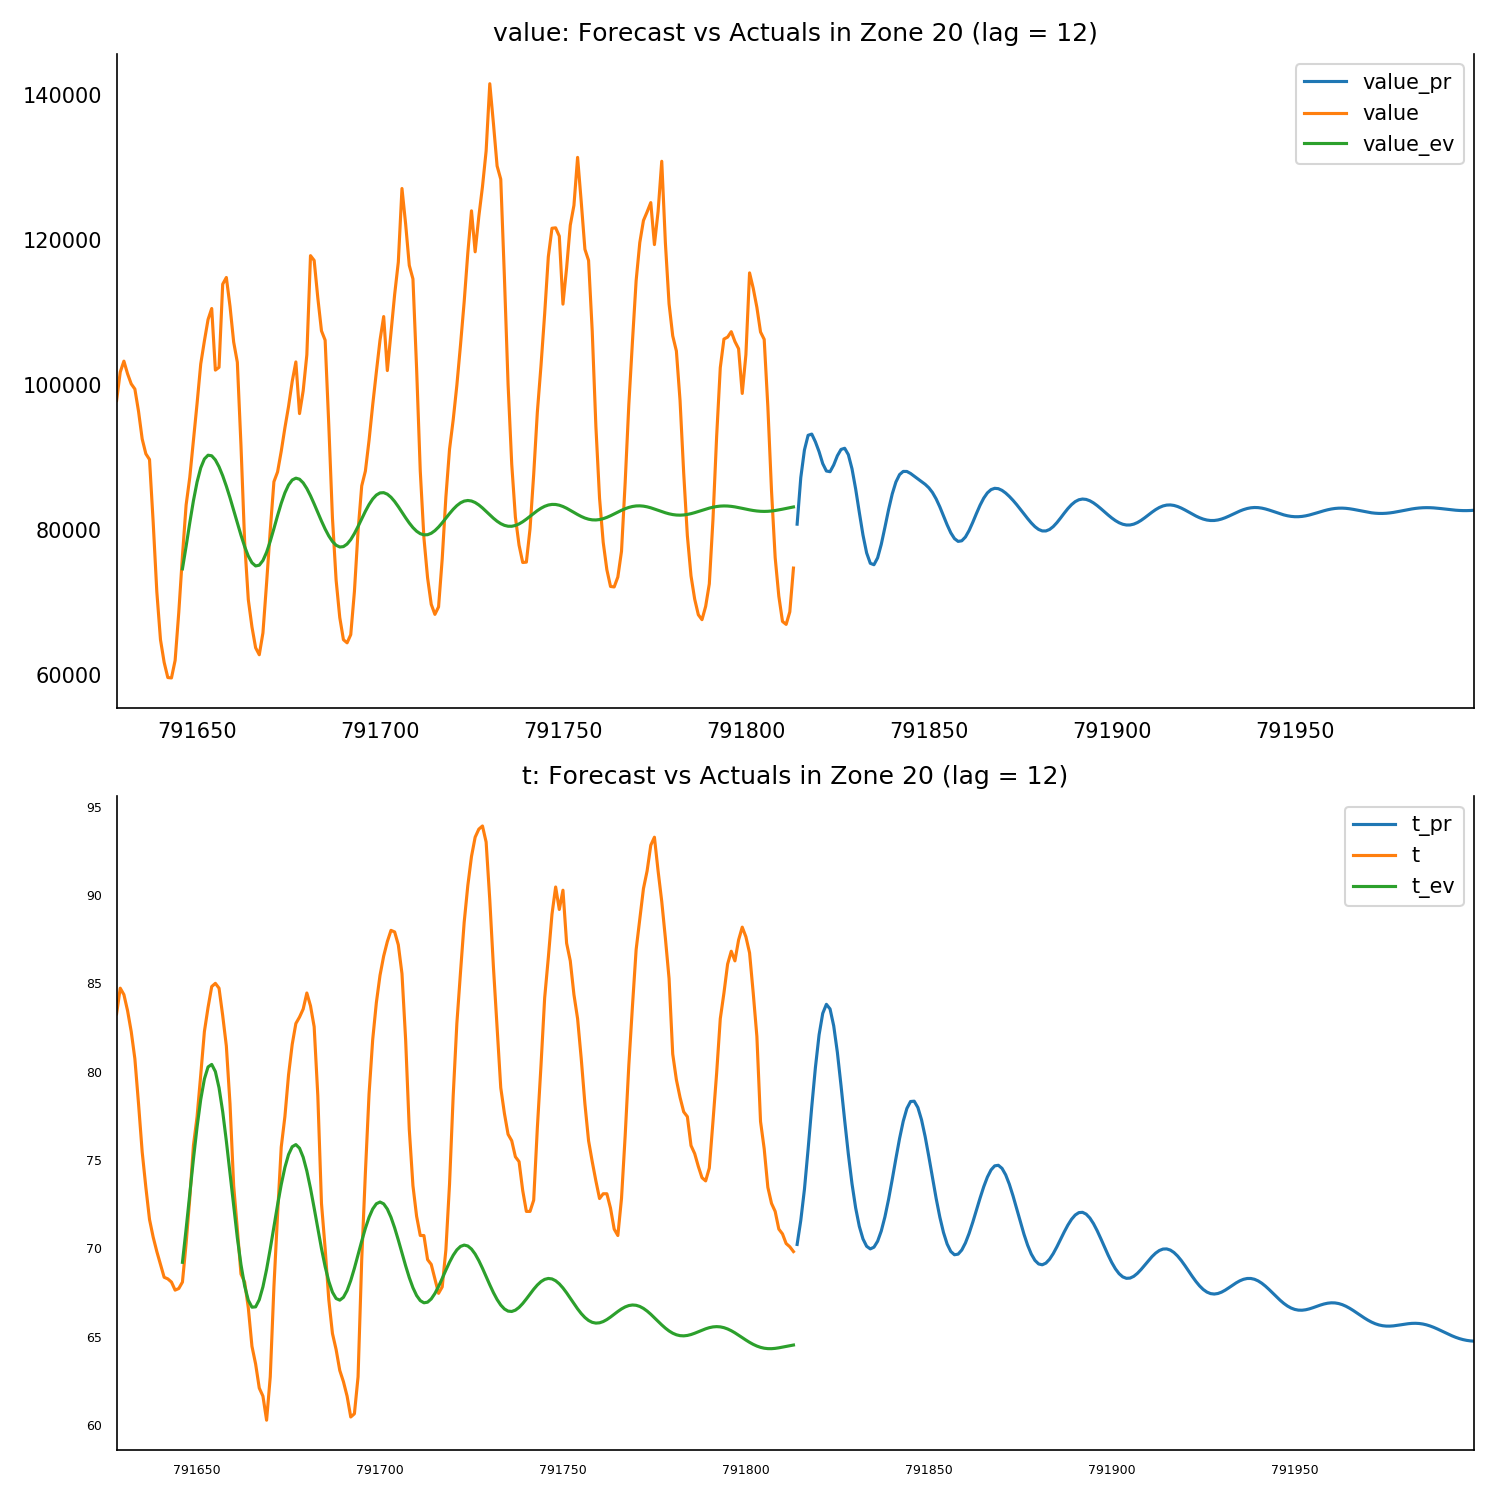 value: Forecast vs Actuals in Zone 20 (lag = 12)
value_pr
value
value_ev
140000
120000
100000
80000
60000
791650 791700 791750 791800 791850 791900 791950
t: Forecast vs Actuals in Zone 20 (lag = 12)
t_pr
t
t_ev
95
90
85
80
75
70
65
60
791650 791700 791750 791800 791850 791900 791950